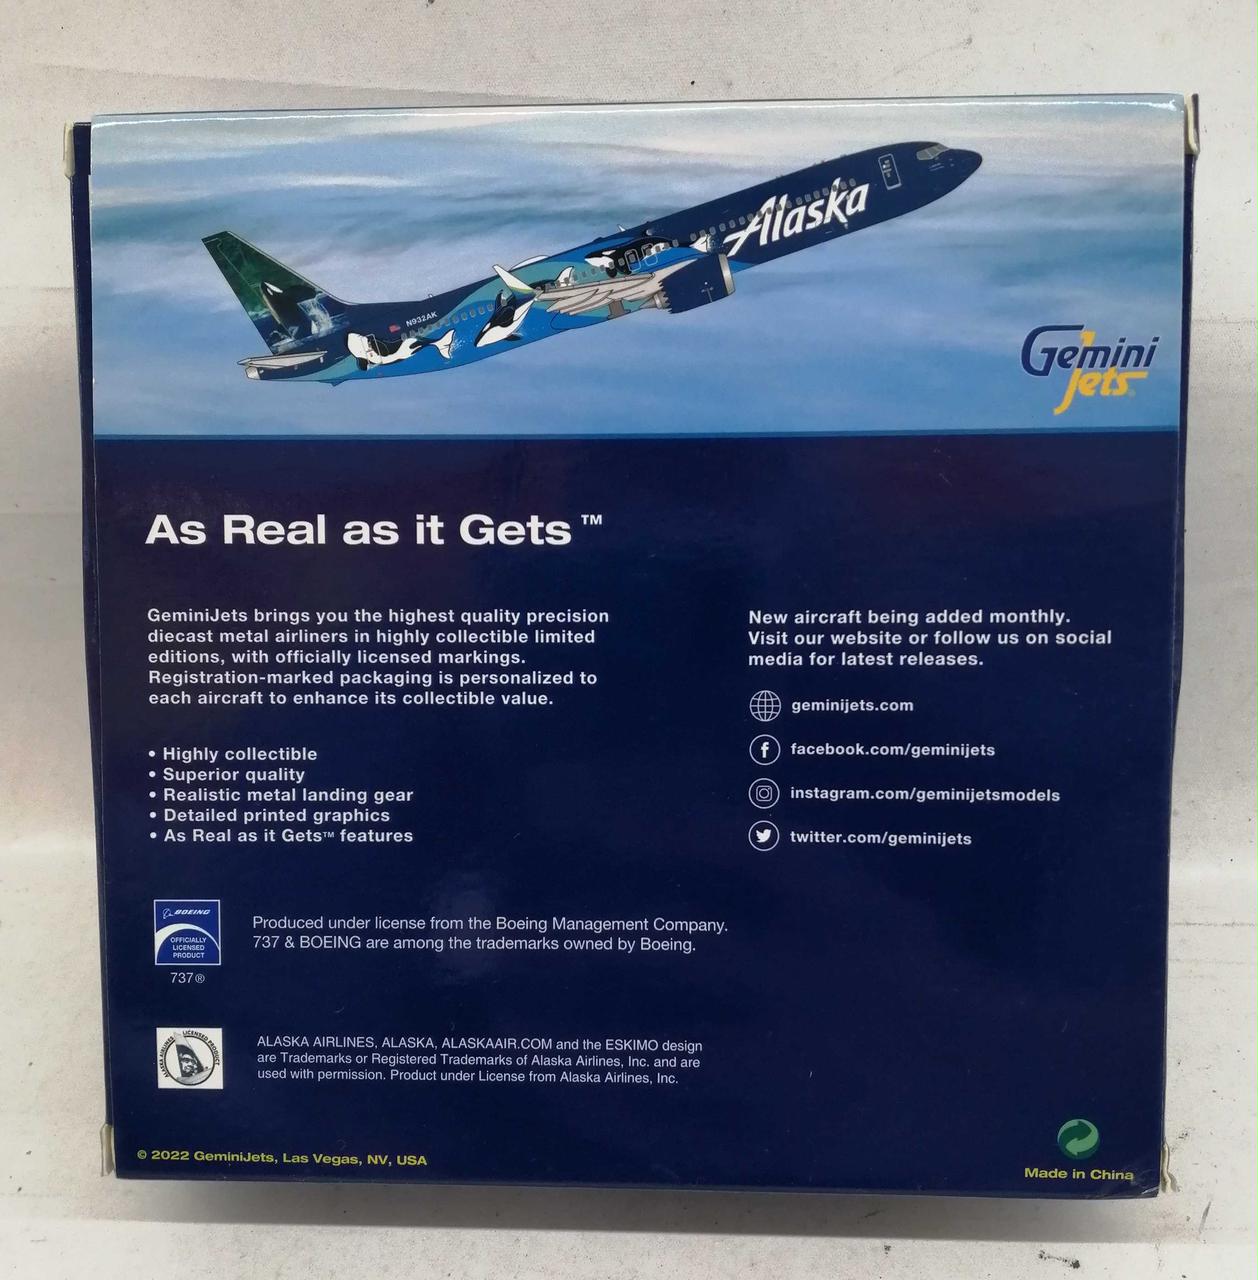 Alaska
N932AK
Gemini
Jets
As Real as it Gets™
GeminiJets brings you the highest quality precision
diecast metal airliners in highly collectible limited
editions, with officially licensed markings.
Registration-marked packaging is personalized to
each aircraft to enhance its collectible value.
• Highly collectible
• Superior quality
• Realistic metal landing gear
• Detailed printed graphics
• As Real as it Gets™ features
New aircraft being added monthly.
Visit our website or follow us on social
media for latest releases.
geminijets.com
facebook.com/geminijets
instagram.com/geminijetsmodels
twitter.com/geminijets
BOEING
OFFICIALLY
LICENSED
PRODUCT
737®
Produced under license from the Boeing Management Company.
737 & BOEING are among the trademarks owned by Boeing.
ALASKA AIRLINES LICENSED PRODUCT
ALASKA AIRLINES, ALASKA, ALASKAAIR.COM and the ESKIMO design
are Trademarks or Registered Trademarks of Alaska Airlines, Inc. and are
used with permission. Product under License from Alaska Airlines, Inc.
© 2022 GeminiJets, Las Vegas, NV, USA
Made in China